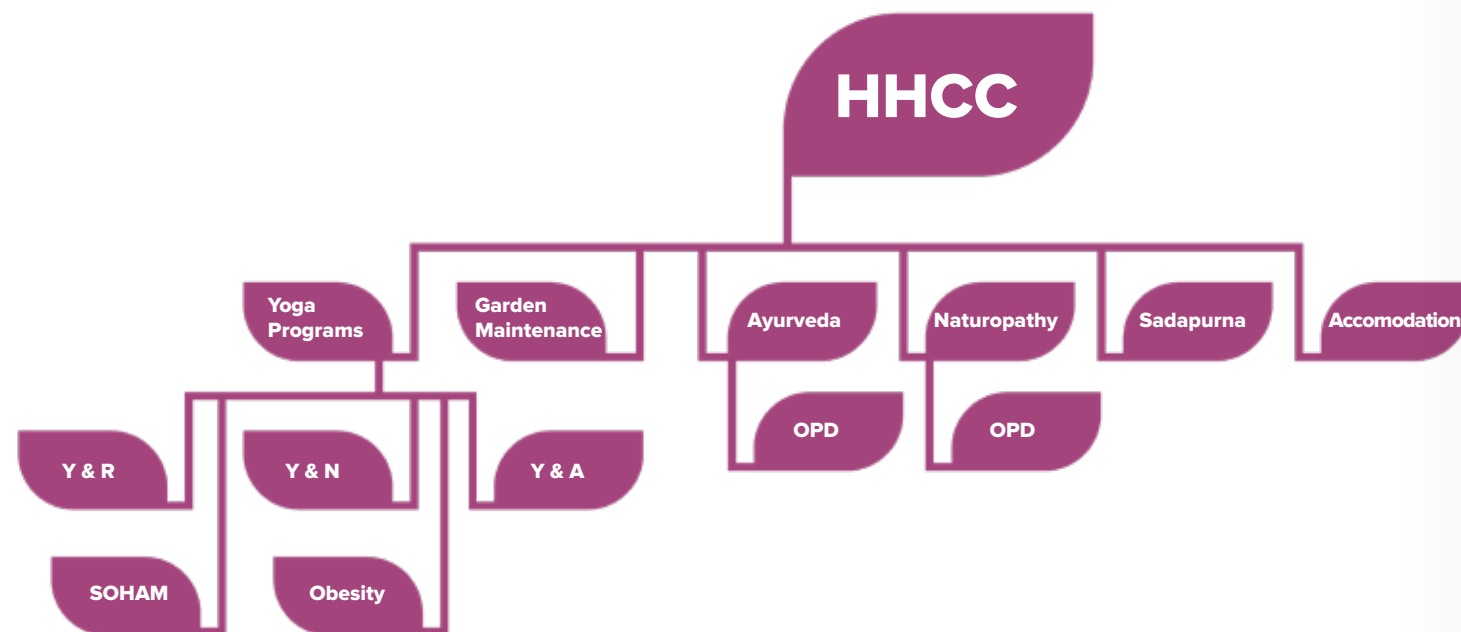 HHCC
Yoga
Programs
Garden
Maintenance
Ayurveda
Naturopathy
Sadapurna
Accomodation
OPD
OPD
Y & R
Y & N
Y & A
SOHAM
Obesity